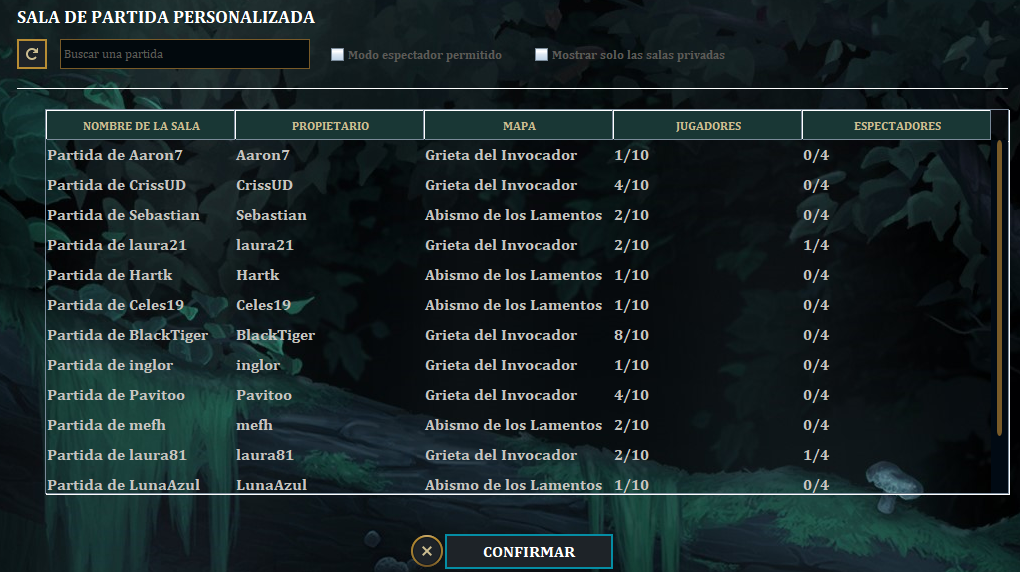 SALA DE PARTIDA PERSONALIZADA
Buscar una partida Modo espectador permitido Mostrar solo las salas privadas
NOMBRE DE LA SALA PROPIETARIO MAPA JUGADORES ESPECTADORES
Partida de Aaron7 Aaron7 Grieta del Invocador 1/10 0/4
Partida de CrissUD CrissUD Grieta del Invocador 4/10 0/4
Partida de Sebastian Sebastian Abismo de los Lamentos 2/10 0/4
Partida de laura21 laura21 Grieta del Invocador 2/10 1/4
Partida de Hartk Hartk Abismo de los Lamentos 1/10 0/4
Partida de Celes19 Celes19 Abismo de los Lamentos 1/10 0/4
Partida de BlackTiger BlackTiger Grieta del Invocador 8/10 0/4
Partida de inglor inglor Grieta del Invocador 1/10 0/4
Partida de Pavitoo Pavitoo Grieta del Invocador 4/10 0/4
Partida de mefh mefh Abismo de los Lamentos 2/10 0/4
Partida de laura81 laura81 Grieta del Invocador 2/10 1/4
Partida de LunaAzul LunaAzul Abismo de los Lamentos 1/10 0/4
CONFIRMAR